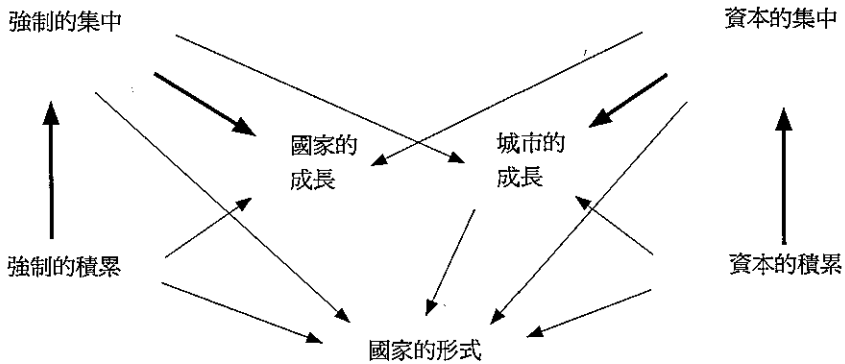 強制的集中
資本的集中
國家的
成長
城市的
成長
強制的積累
資本的積累
國家的形式